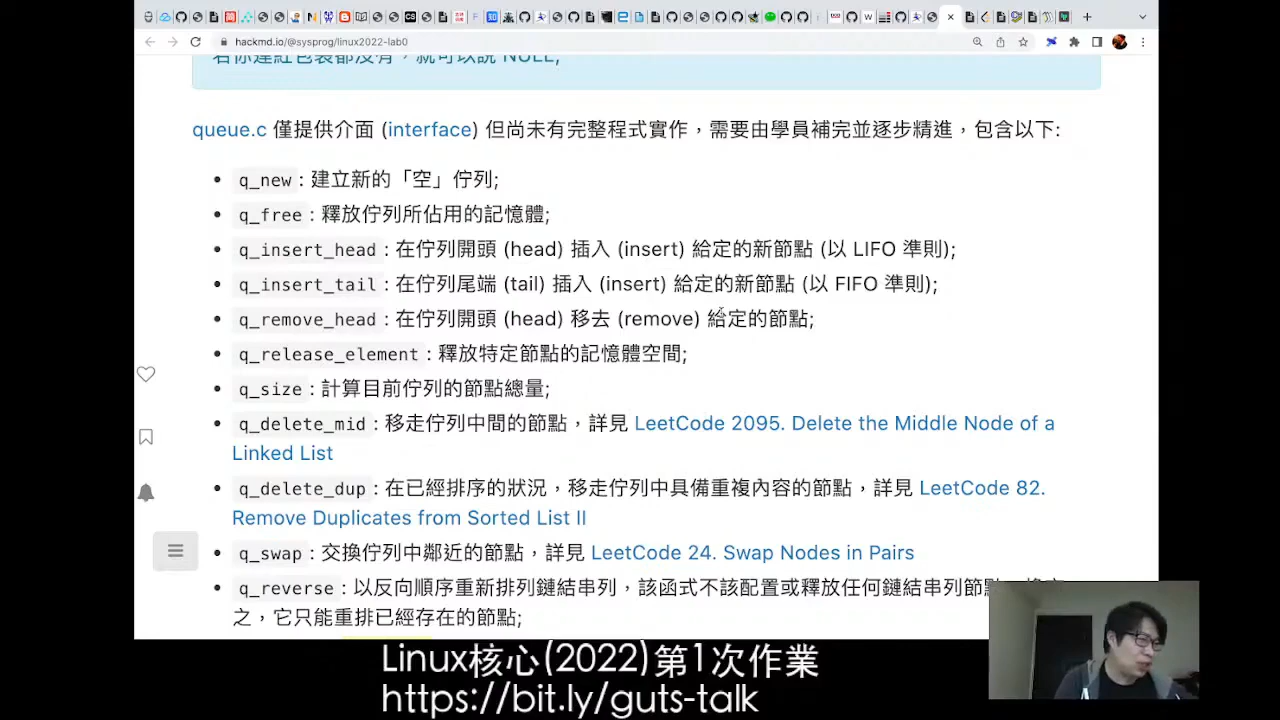 hackmd.io/@sysprog/linux2022-lab0
若你連紅包袋都沒有，就可以說 NULL;
queue.c 僅提供介面 (interface) 但尚未有完整程式實作，需要由學員補完並逐步精進，包含以下:
q_new : 建立新的「空」佇列;
q_free : 釋放佇列所佔用的記憶體;
q_insert_head : 在佇列開頭 (head) 插入 (insert) 給定的新節點 (以 LIFO 準則);
q_insert_tail : 在佇列尾端 (tail) 插入 (insert) 給定的新節點 (以 FIFO 準則);
q_remove_head : 在佇列開頭 (head) 移去 (remove) 給定的節點;
q_release_element : 釋放特定節點的記憶體空間;
q_size : 計算目前佇列的節點總量;
q_delete_mid : 移走佇列中間的節點，詳見 LeetCode 2095. Delete the Middle Node of a
Linked List
q_delete_dup : 在已經排序的狀況，移走佇列中具備重複內容的節點，詳見 LeetCode 82.
Remove Duplicates from Sorted List II
q_swap : 交換佇列中鄰近的節點，詳見 LeetCode 24. Swap Nodes in Pairs
q_reverse : 以反向順序重新排列鏈結串列，該函式不該配置或釋放任何鏈結串列節
之，它只能重排已經存在的節點;
Linux核心(2022)第1次作業
https://bit.ly/guts-talk